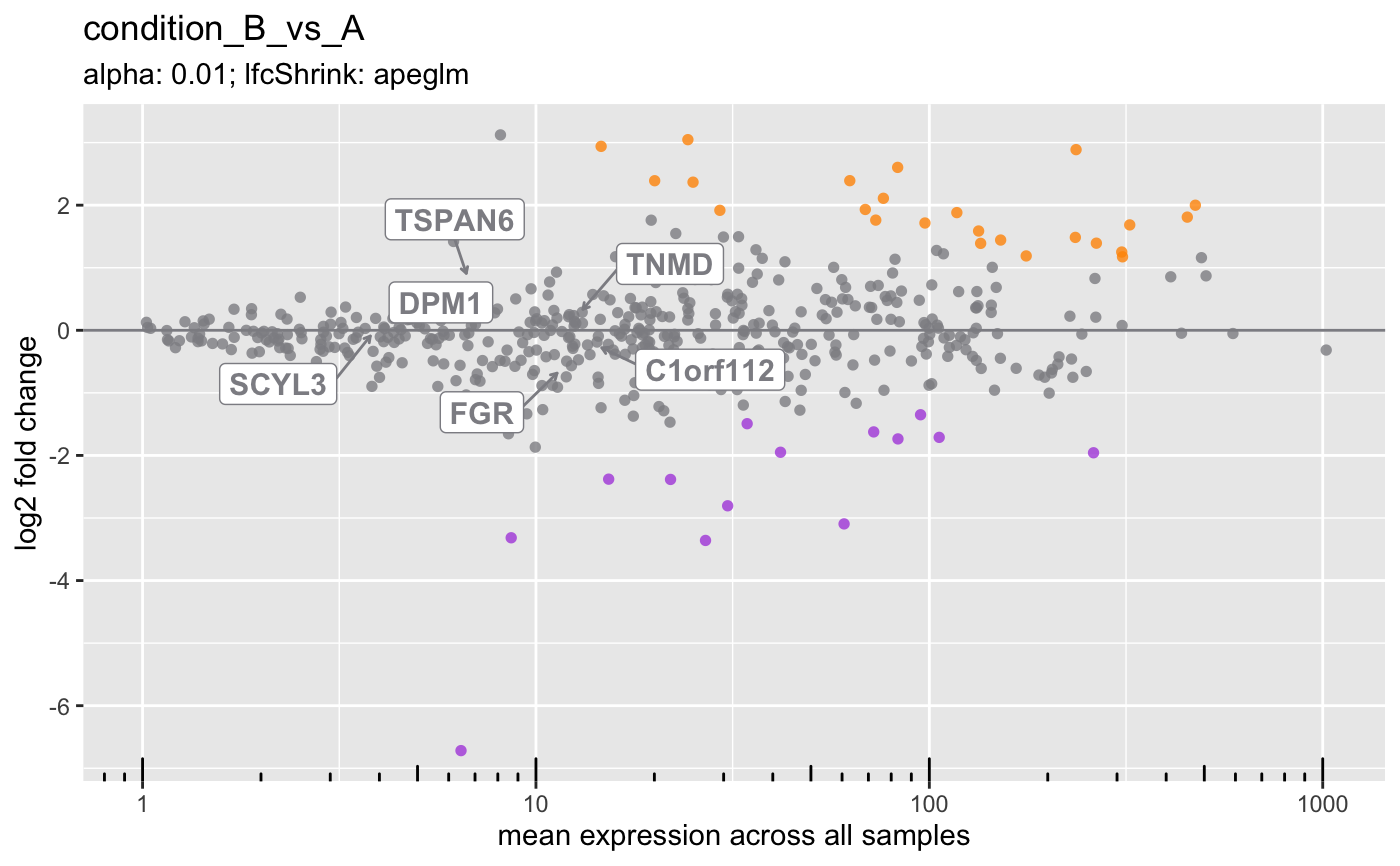 condition_B_vs_A
alpha: 0.01; lfcShrink: apeglm
log2 fold change
2
0
-2
-4
-6
TSPAN6
TNMD
DPM1
SCYL3
C1orf112
FGR
1
10
100
1000
mean expression across all samples